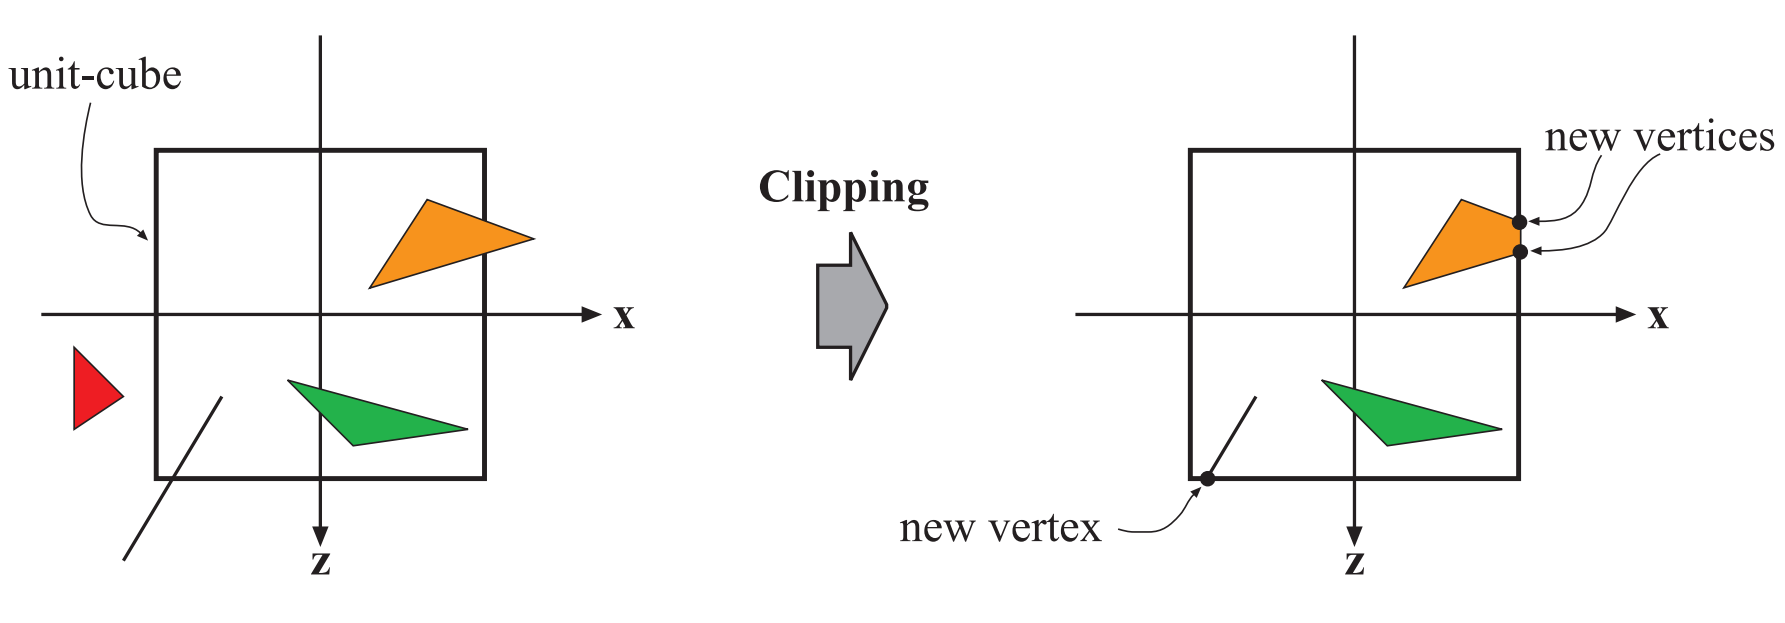 unit-cube
x
z
Clipping
new vertices
x
new vertex
z